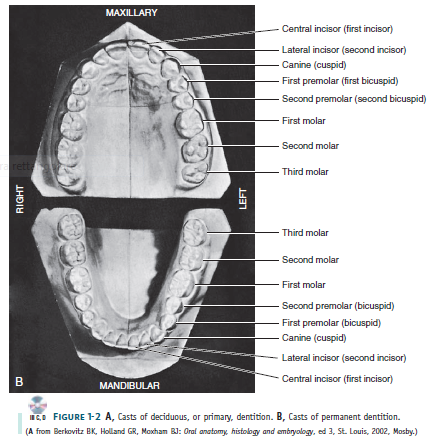 MAXILLARY
Central incisor (first incisor)
Lateral incisor (second incisor)
Canine (cuspid)
First premolar (first bicuspid)
Second premolar (second bicuspid)
First molar
Second molar
Third molar
RIGHT
LEFT
Third molar
Second molar
First molar
Second premolar (bicuspid)
First premolar (bicuspid)
Canine (cuspid)
Lateral incisor (second incisor)
Central incisor (first incisor)
B
MANDIBULAR
FIGURE 1-2 A, Casts of deciduous, or primary, dentition. B, Casts of permanent dentition.
(A from Berkovitz BK, Holland GR, Moxham BJ: Oral anatomy, histology and embryology, ed 3, St. Louis, 2002, Mosby.)